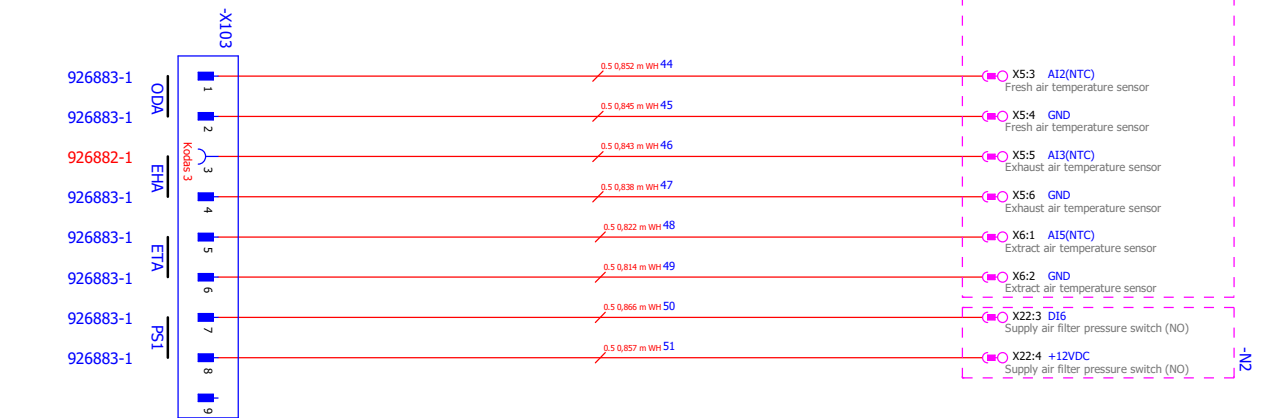 -X103
926883-1
ODA
1
0.5 0,852 m WH 44
X5:3 AI2(NTC)
Fresh air temperature sensor
926883-1
2
0.5 0,845 m WH 45
X5:4 GND
Fresh air temperature sensor
926882-1
Kodas 3
EHA
3
0.5 0,843 m WH 46
X5:5 AI3(NTC)
Exhaust air temperature sensor
926883-1
4
0.5 0,838 m WH 47
X5:6 GND
Exhaust air temperature sensor
926883-1
ETA
5
0.5 0,822 m WH 48
X6:1 AI5(NTC)
Extract air temperature sensor
926883-1
6
0.5 0,814 m WH 49
X6:2 GND
Extract air temperature sensor
926883-1
PS1
7
0.5 0,866 m WH 50
X22:3 DI6
Supply air filter pressure switch (NO)
926883-1
8
0.5 0,857 m WH 51
X22:4 +12VDC
Supply air filter pressure switch (NO)
-N2
9